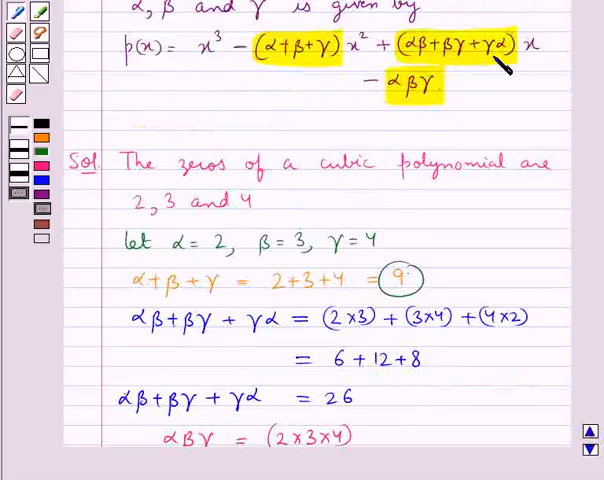 α, β and γ is given by
p(x) = x³ - (α+β+γ) x² + (αβ+βγ+γα) x
- αβγ.
Sol. The zeros of a cubic polynomial are
2, 3 and 4
let α = 2, β = 3, γ = 4
α+β+γ = 2+3+4 = 9
αβ+βγ+γα = (2×3) + (3×4) + (4×2)
= 6+12+8
αβ+βγ+γα = 26
αβγ = (2×3×4)